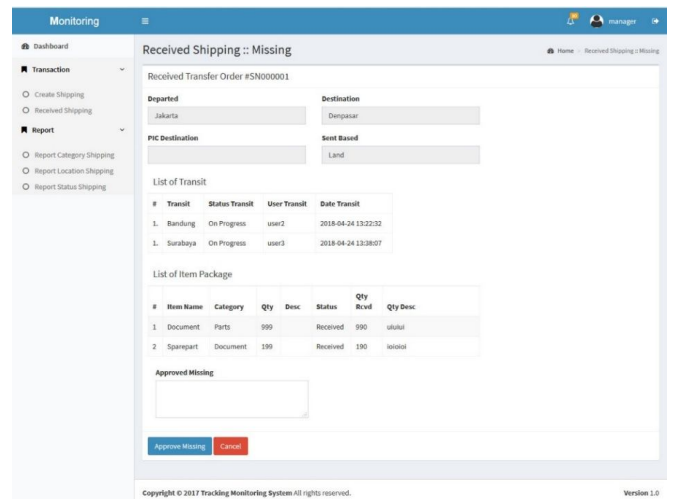 Monitoring
manager
Dashboard
Transaction
Create Shipping
Received Shipping
Report
Report Category Shipping
Report Location Shipping
Report Status Shipping
Received Shipping :: Missing
Home > Received Shipping :: Missing
Received Transfer Order #SN000001
Departed Destination
Jakarta Denpasar
PIC Destination Sent Based
Land
List of Transit
# Transit Status Transit User Transit Date Transit
1. Bandung On Progress user2 2018-04-24 13:22:32
1. Surabaya On Progress user3 2018-04-24 13:38:07
List of Item Package
# Item Name Category Qty Desc Status Qty Rcvd Qty Desc
1 Document Parts 999 Received 990 uiuiui
2 Sparepart Document 199 Received 190 ioioioi
Approved Missing
Approve Missing Cancel
Copyright © 2017 Tracking Monitoring System All rights reserved. Version 1.0